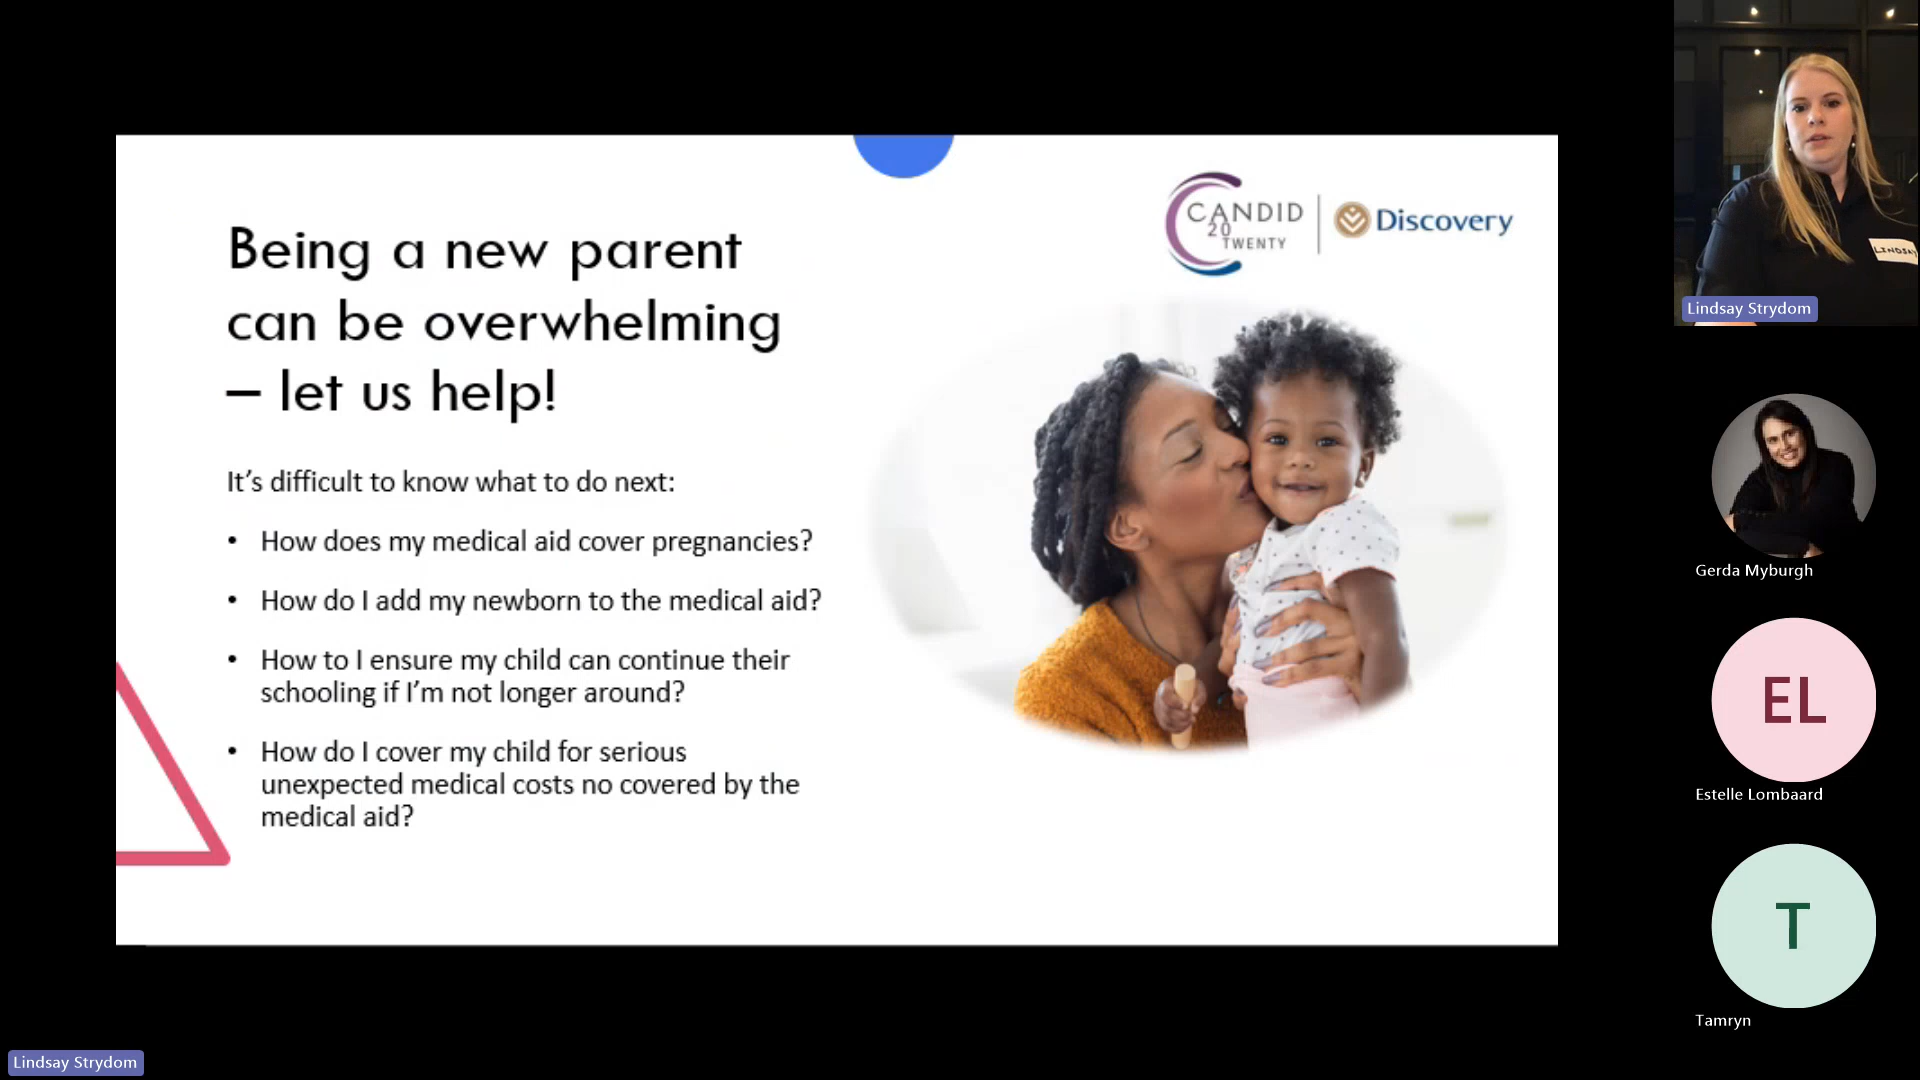 CANDID
20
TWENTY
Discovery
Being a new parent
can be overwhelming
– let us help!
It's difficult to know what to do next:
• How does my medical aid cover pregnancies?
• How do I add my newborn to the medical aid?
• How to I ensure my child can continue their
schooling if I'm not longer around?
• How do I cover my child for serious
unexpected medical costs no covered by the
medical aid?
LINDSAY
Lindsay Strydom
Gerda Myburgh
EL
Estelle Lombaard
T
Tamryn
Lindsay Strydom